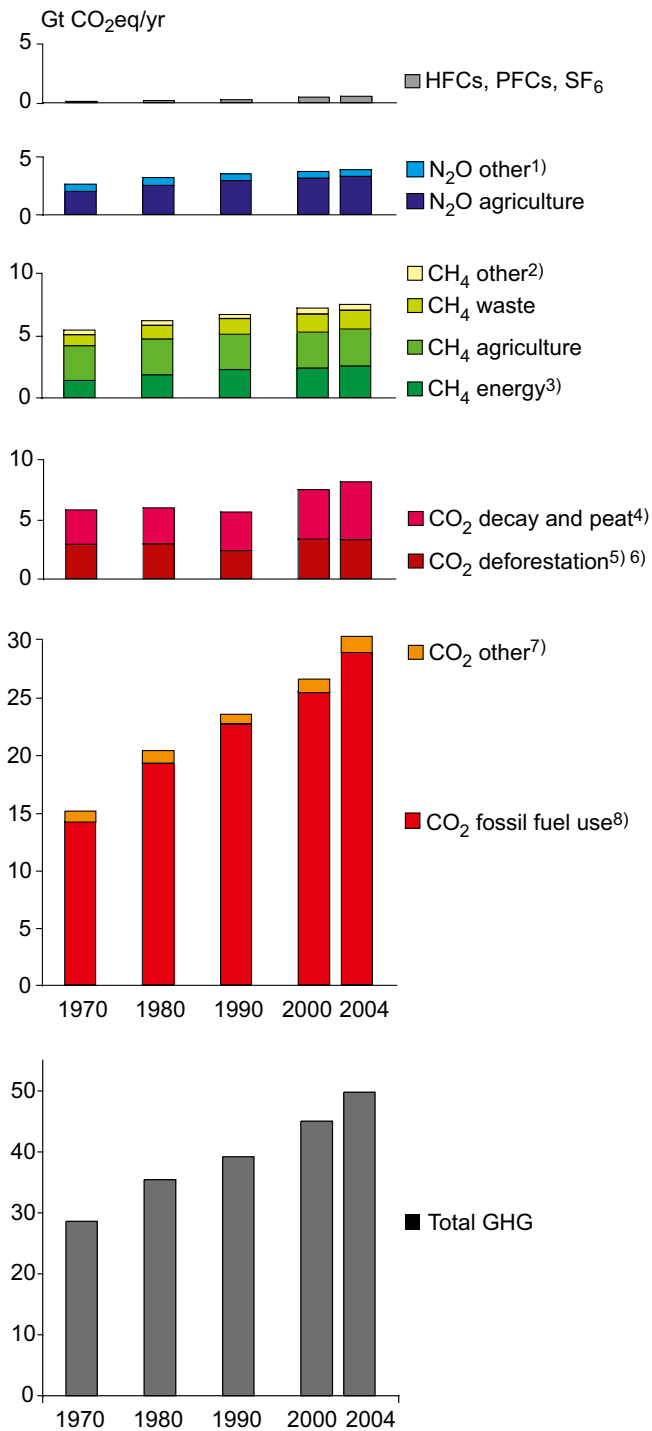 Gt CO₂eq/yr
5
0
HFCs, PFCs, SF₆
5
0
N₂O other¹⁾
N₂O agriculture
10
5
0
CH₄ other²⁾
CH₄ waste
CH₄ agriculture
CH₄ energy³⁾
10
5
0
CO₂ decay and peat⁴⁾
CO₂ deforestation⁵⁾ ⁶⁾
30
25
20
15
10
5
0
CO₂ other⁷⁾
CO₂ fossil fuel use⁸⁾
1970 1980 1990 2000 2004
50
40
30
20
10
0
Total GHG
1970 1980 1990 2000 2004